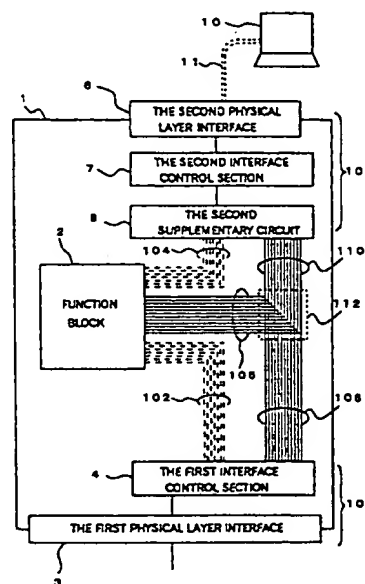 10
11
6
1
THE SECOND PHYSICAL
LAYER INTERFACE
10
7
THE SECOND INTERFACE
CONTROL SECTION
8
THE SECOND
SUPPLEMENTARY CIRCUIT
2
104
110
FUNCTION
BLOCK
112
105
102
106
4
THE FIRST INTERFACE
CONTROL SECTION
10
THE FIRST PHYSICAL LAYER INTERFACE
3